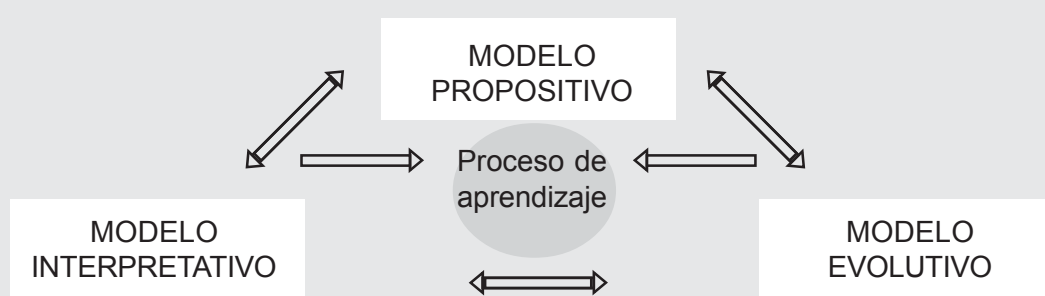 MODELO
PROPOSITIVO
Proceso de
aprendizaje
MODELO
INTERPRETATIVO
MODELO
EVOLUTIVO